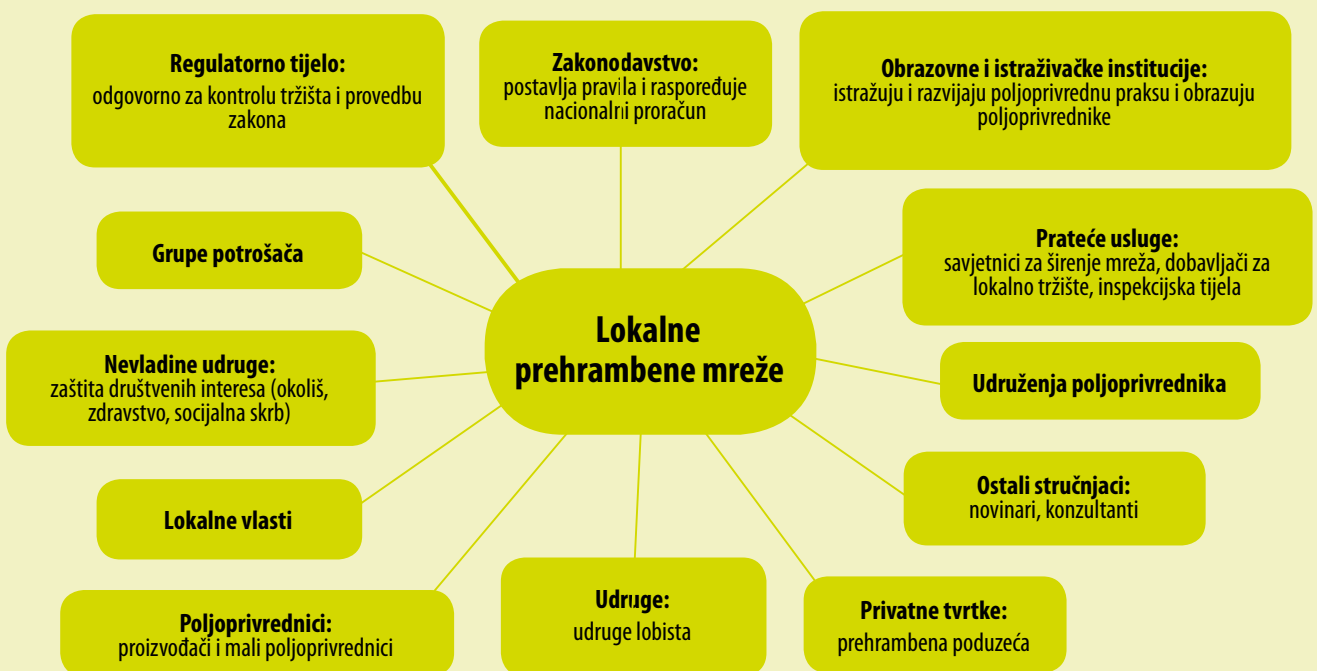 Regulatorno tijelo:
odgovorno za kontrolu tržišta i provedbu
zakona
Zakonodavstvo:
postavlja pravila i raspoređuje
nacionalni proračun
Obrazovne i istraživačke institucije:
istražuju i razvijaju poljoprivrednu praksu i obrazuju
poljoprivrednike
Grupe potrošača
Prateće usluge:
savjetnici za širenje mreža, dobavljači za
lokalno tržište, inspekcijska tijela
Lokalne
prehrambene mreže
Nevladine udruge:
zaštita društvenih interesa (okoliš,
zdravstvo, socijalna skrb)
Udruženja poljoprivrednika
Lokalne vlasti
Ostali stručnjaci:
novinari, konzultanti
Poljoprivrednici:
proizvođači i mali poljoprivrednici
Udruge:
udruge lobista
Privatne tvrtke:
prehrambena poduzeća